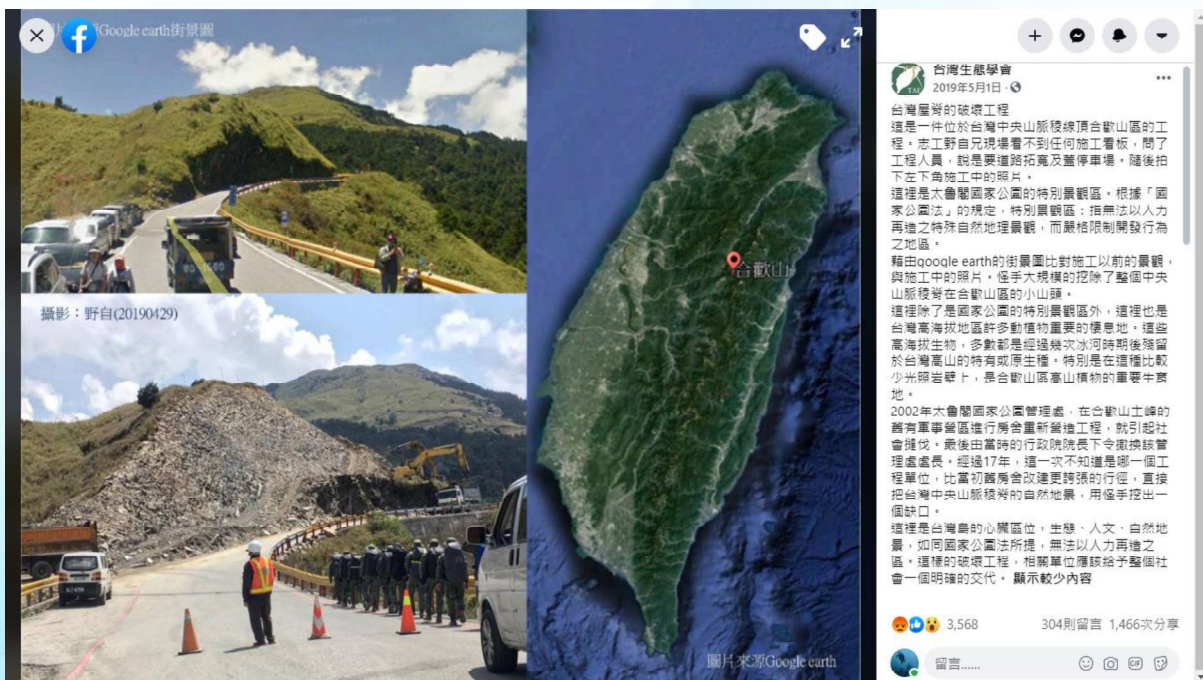 圖片來源Google earth街景圖
攝影：野自(20190429)
合歡山
圖片來源Google earth
台灣生態學會
2019年5月1日
台灣屋脊的破壞工程
這是一件位於台灣中央山脈稜線頂合歡山區的工
程。志工野自兄現場看不到任何施工看板，問了
工程人員，說是要道路拓寬及蓋停車場。隨後拍
下左下角施工中的照片。
這裡是太魯閣國家公園的特別景觀區。根據「國
家公園法」的規定，特別景觀區：指無法以人力
再造之特殊自然地理景觀，而嚴格限制開發行為
之地區。
藉由google earth的街景圖比對施工以前的景觀，
與施工中的照片。怪手大規模的挖除了整個中央
山脈稜脊在合歡山區的小山頭。
這裡除了是國家公園的特別景觀區外，這裡也是
台灣高海拔地區許多動植物重要的棲息地。這些
高海拔生物，多數都是經過幾次冰河時期後殘留
於台灣高山的特有或原生種。特別是在這種比較
少光照岩壁上，是合歡山區高山植物的重要生育
地。
2002年太魯閣國家公園管理處，在合歡山主峰的
舊有軍事營區進行房舍重新營造工程，就引起社
會撻伐。最後由當時的行政院院長下令撤換該管
理處處長。經過17年，這一次不知道是哪一個工
程單位，比當初舊房舍改建更誇張的行徑，直接
把台灣中央山脈稜脊的自然地景，用怪手挖出一
個缺口。
這裡是台灣島的心臟區位，生態、人文、自然地
景，如同國家公園法所提，無法以人力再造之
區。這樣的破壞工程，相關單位應該給予整個社
會一個明確的交代。 顯示較少內容
3,568
304則留言 1,466次分享
留言......